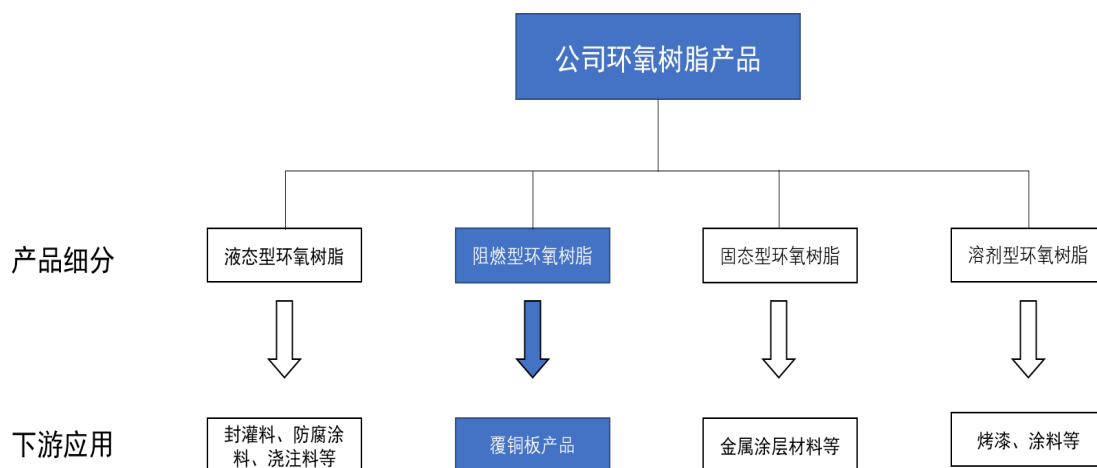 公司环氧树脂产品
产品细分
液态型环氧树脂
阻燃型环氧树脂
固态型环氧树脂
溶剂型环氧树脂
下游应用
封灌料、防腐涂
料、浇注料等
覆铜板产品
金属涂层材料等
烤漆、涂料等